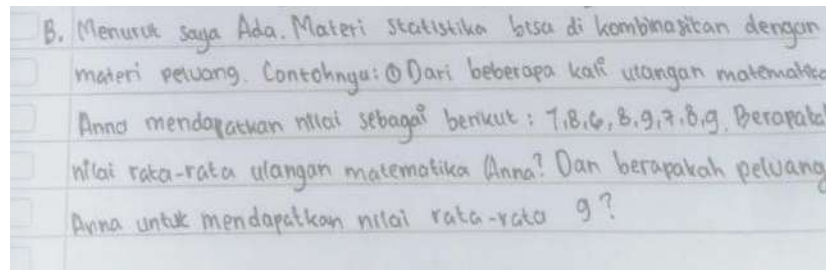 B. Menurut saya Ada. Materi statistika bisa di kombinasikan dengan
materi peluang. Contohnya: ① Dari beberapa kali ulangan matematika
Anna mendapatkan nilai sebagai berikut: 7,8,6,8,9,7,8,9. Berapakah
nilai rata-rata ulangan matematika Anna? Dan berapakah peluang
Anna untuk mendapatkan nilai rata-rata 9?